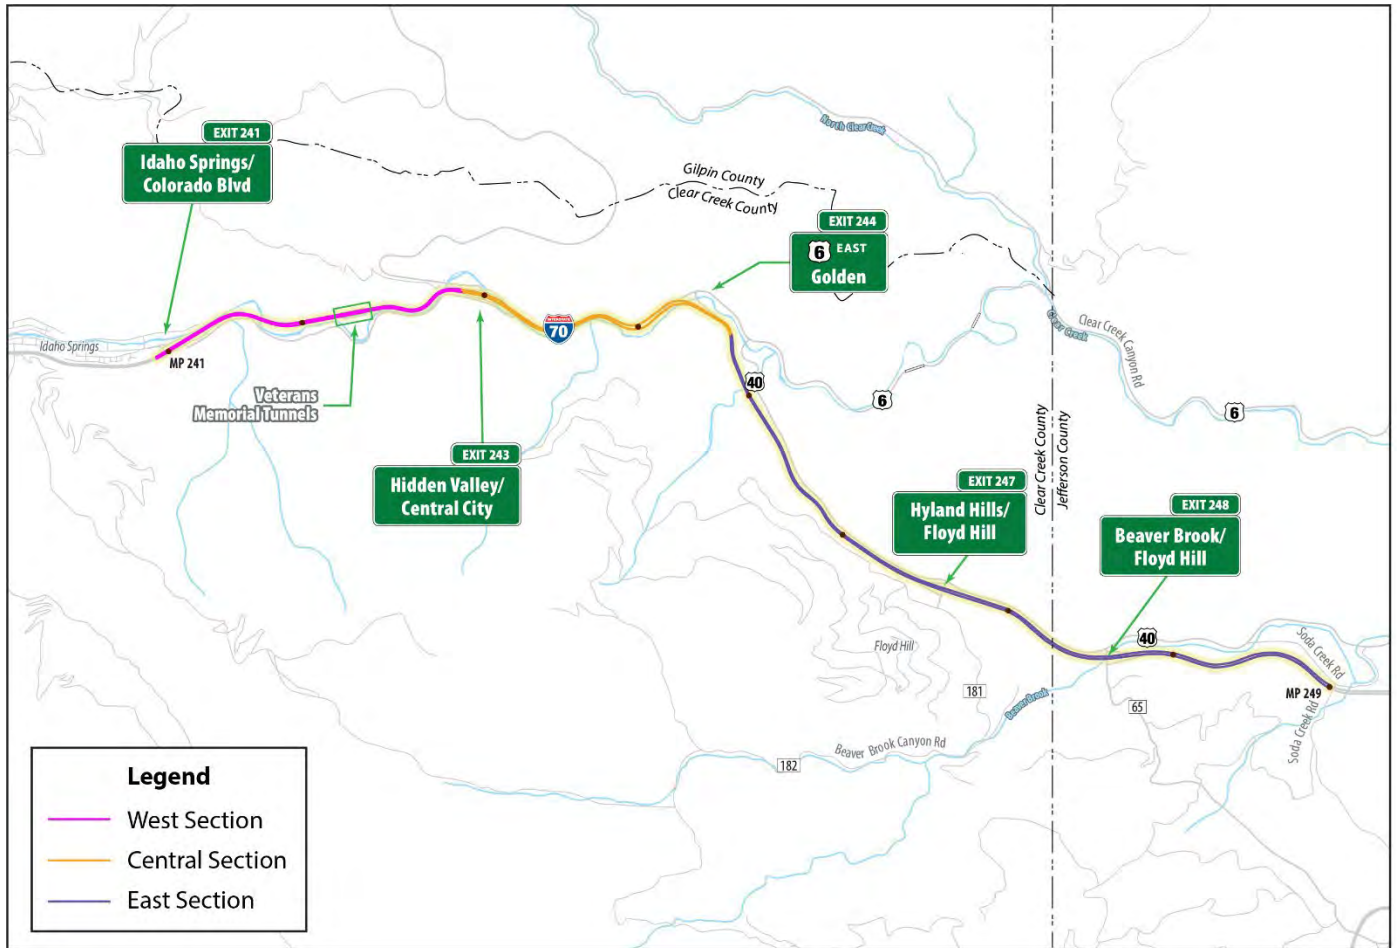 North Clear Creek
EXIT 241
Idaho Springs/
Colorado Blvd
Gilpin County
Clear Creek County
EXIT 244
6 EAST
Golden
INTERSTATE
70
Idaho Springs
MP 241
Clear Creek
Clear Creek Canyon Rd
Veterans
Memorial Tunnels
40
6
6
EXIT 243
Hidden Valley/
Central City
Clear Creek County
Jefferson County
EXIT 247
Hyland Hills/
Floyd Hill
EXIT 248
Beaver Brook/
Floyd Hill
Floyd Hill
40
Soda Creek Rd
181
Beaver Brook
65
MP 249
Soda Creek Rd
Beaver Brook Canyon Rd
182
Legend
West Section
Central Section
East Section